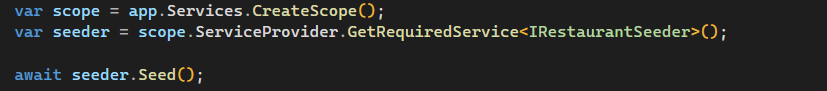 var scope = app.Services.CreateScope();
var seeder = scope.ServiceProvider.GetRequiredService<IRestaurantSeeder>();
await seeder.Seed();